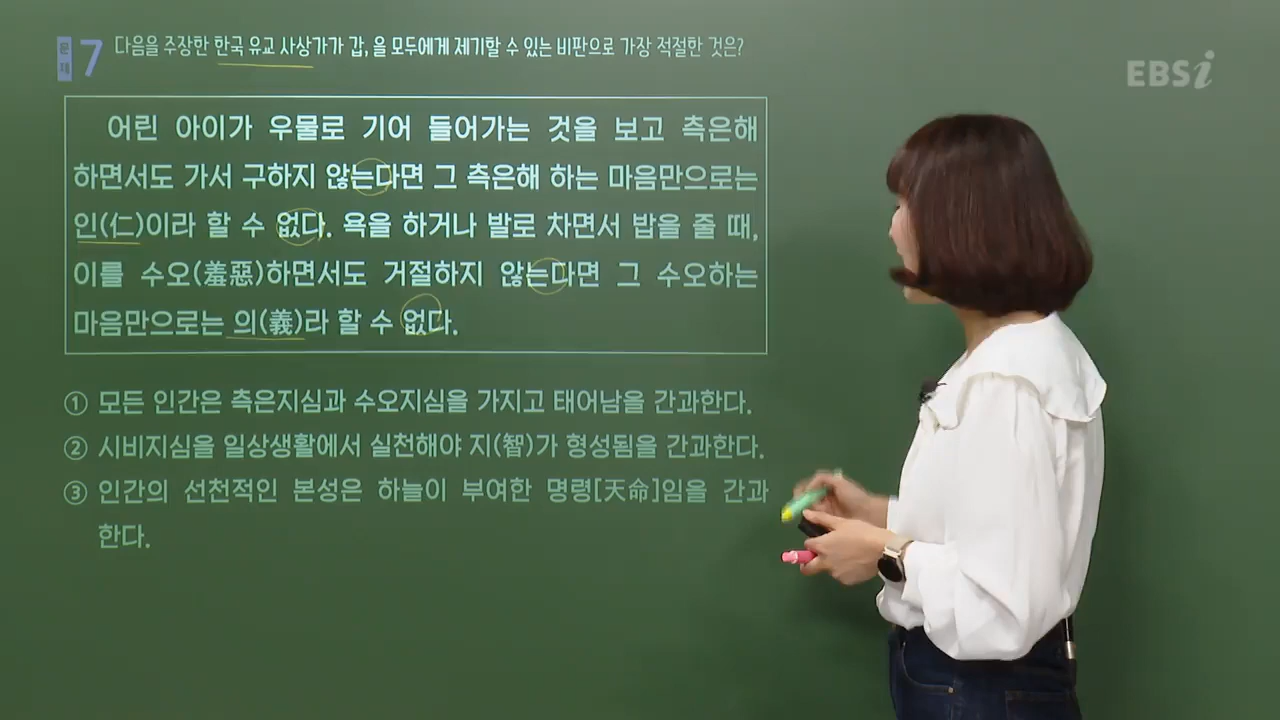 문제 7 다음을 주장한 한국 유교 사상가가 갑, 을 모두에게 제기할 수 있는 비판으로 가장 적절한 것은?
EBSi
어린 아이가 우물로 기어 들어가는 것을 보고 측은해
하면서도 가서 구하지 않는다면 그 측은해 하는 마음만으로는
인(仁)이라 할 수 없다. 욕을 하거나 발로 차면서 밥을 줄 때,
이를 수오(羞惡)하면서도 거절하지 않는다면 그 수오하는
마음만으로는 의(義)라 할 수 없다.
① 모든 인간은 측은지심과 수오지심을 가지고 태어남을 간과한다.
② 시비지심을 일상생활에서 실천해야 지(智)가 형성됨을 간과한다.
③ 인간의 선천적인 본성은 하늘이 부여한 명령[天命]임을 간과
한다.